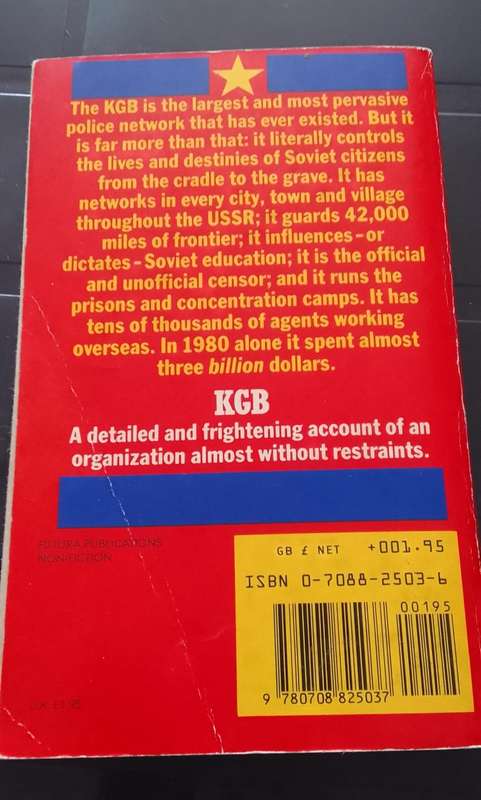 The KGB is the largest and most pervasive
police network that has ever existed. But it
is far more than that: it literally controls
the lives and destinies of Soviet citizens
from the cradle to the grave. It has
networks in every city, town and village
throughout the USSR; it guards 42,000
miles of frontier; it influences–or
dictates–Soviet education; it is the official
and unofficial censor; and it runs the
prisons and concentration camps. It has
tens of thousands of agents working
overseas. In 1980 alone it spent almost
three billion dollars.
KGB
A detailed and frightening account of an
organization almost without restraints.
FUTURA PUBLICATIONS
NON-FICTION
GB £ NET +001.95
ISBN 0-7088-2503-6
00195
9 780708 825037
U.K. £1.95